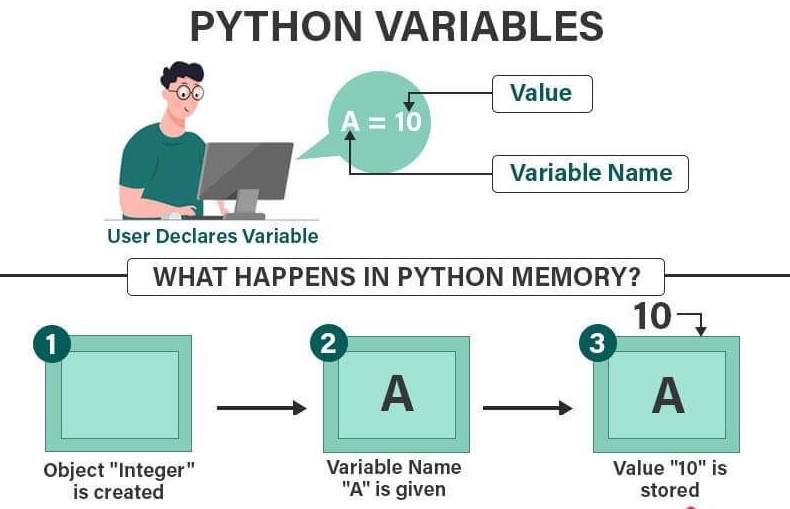 PYTHON VARIABLES
A = 10
Value
Variable Name
User Declares Variable
WHAT HAPPENS IN PYTHON MEMORY?
1
Object "Integer"
is created
2
A
Variable Name
"A" is given
10
3
A
Value "10" is
stored